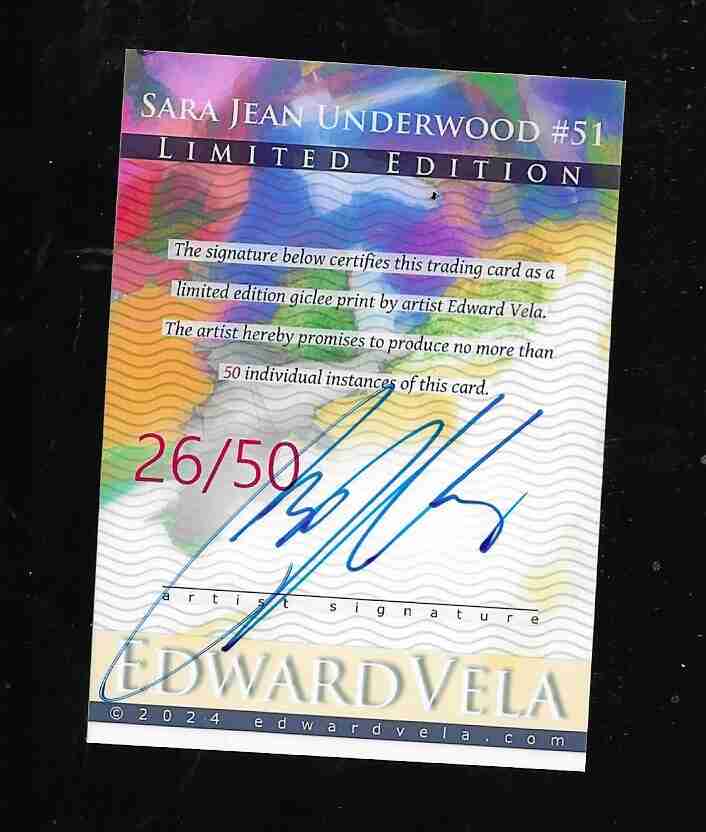 SARA JEAN UNDERWOOD #51
LIMITED EDITION
The signature below certifies this trading card as a
limited edition giclee print by artist Edward Vela.
The artist hereby promises to produce no more than
50 individual instances of this card.
26/50
artist signature
EDWARD VELA
© 2024 edwardvela.com